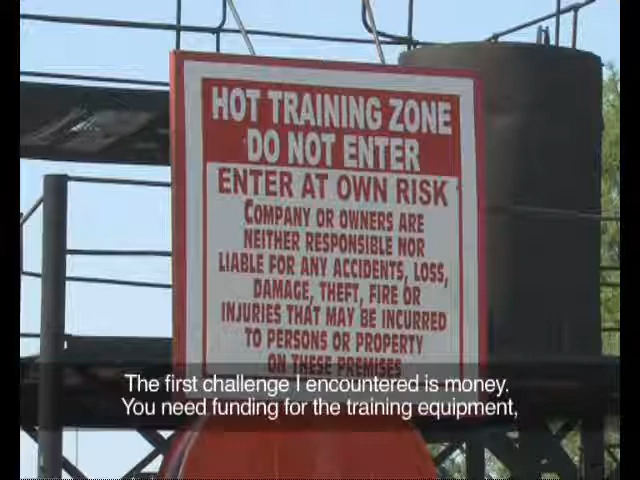 HOT TRAINING ZONE
DO NOT ENTER
ENTER AT OWN RISK
COMPANY OR OWNERS ARE
NEITHER RESPONSIBLE NOR
LIABLE FOR ANY ACCIDENTS, LOSS,
DAMAGE, THEFT, FIRE OR
INJURIES THAT MAY BE INCURRED
TO PERSONS OR PROPERTY
ON THESE PREMISES
The first challenge I encountered is money.
You need funding for the training equipment,